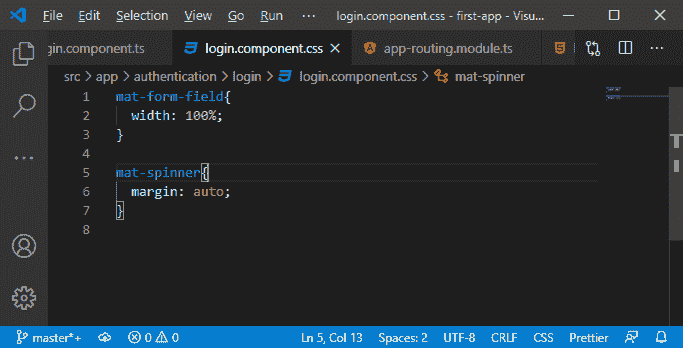 File Edit Selection View Go Run ··· login.component.css - first-app - Visu...
gin.component.ts login.component.css app-routing.module.ts
src > app > authentication > login > login.component.css > mat-spinner
1 mat-form-field{
2 width: 100%;
3 }
4
5 mat-spinner{
6 margin: auto;
7 }
8
master*+ 0 0 Ln 5, Col 13 Spaces: 2 UTF-8 CRLF CSS Prettier